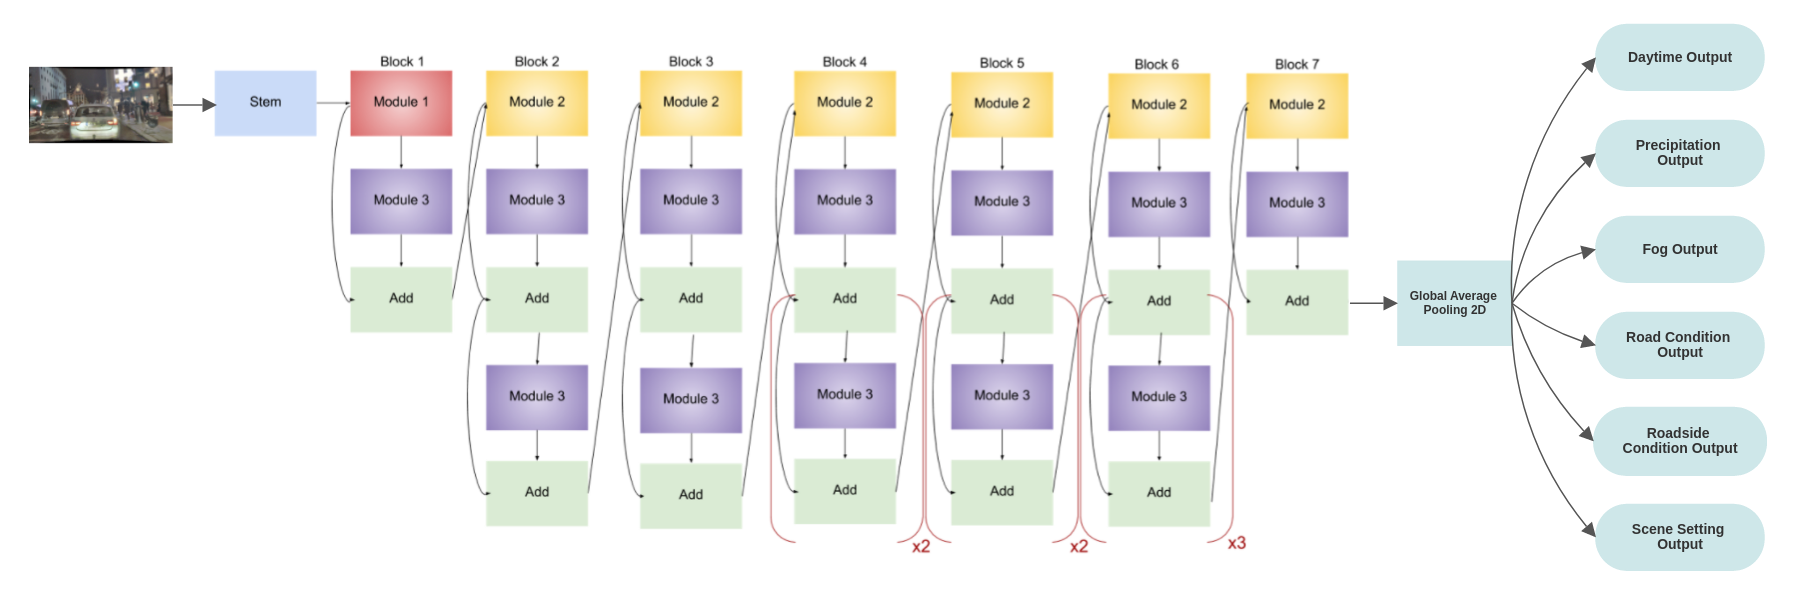 Stem
Block 1
Module 1
Module 3
Add
Block 2
Module 2
Module 3
Add
Module 3
Add
Block 3
Module 2
Module 3
Add
Module 3
Add
Block 4
Module 2
Module 3
Add
Module 3
Add
x2
Block 5
Module 2
Module 3
Add
Module 3
Add
x2
Block 6
Module 2
Module 3
Add
Module 3
Add
x3
Block 7
Module 2
Module 3
Add
Global Average
Pooling 2D
Daytime Output
Precipitation
Output
Fog Output
Road Condition
Output
Roadside
Condition Output
Scene Setting
Output